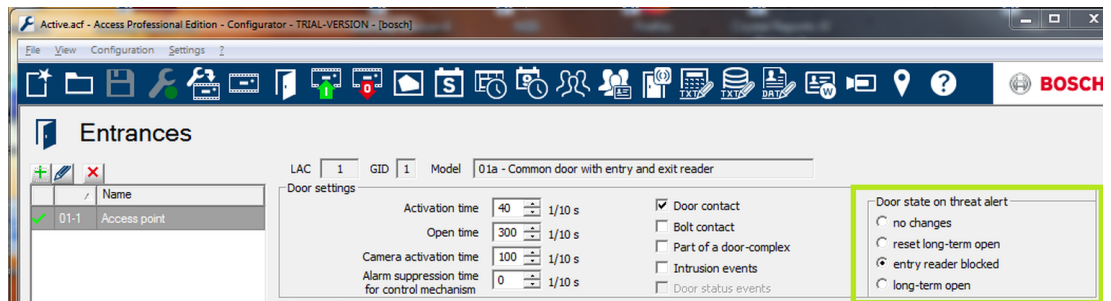 Active.acf - Access Professional Edition - Configurator - TRIAL-VERSION - [bosch]
File View Configuration Settings ?
BOSCH
Entrances
LAC 1 GID 1 Model 01a - Common door with entry and exit reader
Name
01-1 Access point
Door settings
Activation time 40 1/10 s
Open time 300 1/10 s
Camera activation time 100 1/10 s
Alarm suppression time
for control mechanism 0 1/10 s
Door contact
Bolt contact
Part of a door-complex
Intrusion events
Door status events
Door state on threat alert
no changes
reset long-term open
entry reader blocked
long-term open